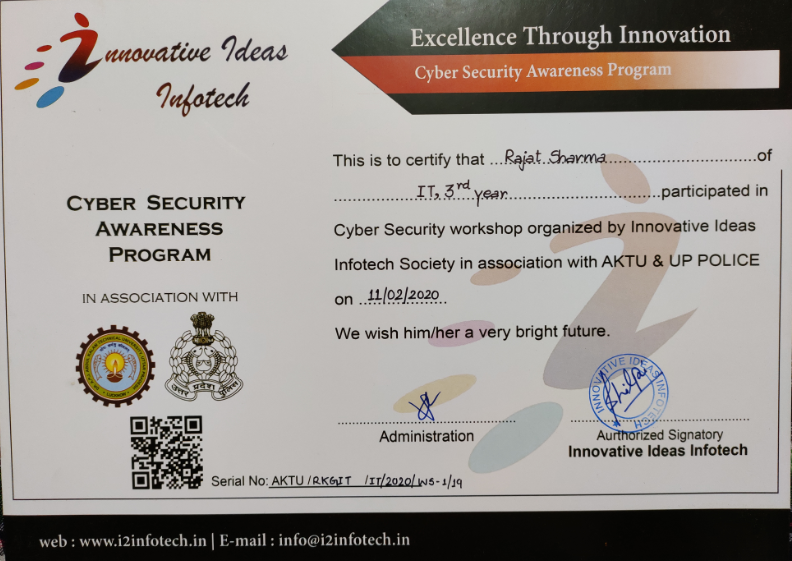 Innovative Ideas
Infotech
Excellence Through Innovation
Cyber Security Awareness Program
This is to certify that ...Rajat Sharma...of
IT, 3rd year...participated in
Cyber Security workshop organized by Innovative Ideas
Infotech Society in association with AKTU & UP POLICE
on 11/02/2020
We wish him/her a very bright future.
CYBER SECURITY
AWARENESS
PROGRAM
IN ASSOCIATION WITH
उत्तर प्रदेश पुलिस
INNOVATIVE IDEAS INFOTECH
Administration
Aurthorized Signatory
Innovative Ideas Infotech
Serial No: AKTU /RKGIT /IT/2020/WS-1/19
web : www.i2infotech.in | E-mail : info@i2infotech.in